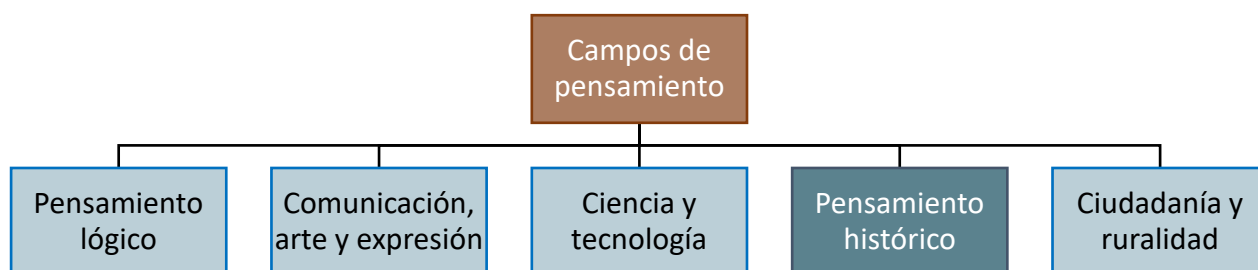 Campos de
pensamiento
Pensamiento
lógico
Comunicación,
arte y expresión
Ciencia y
tecnología
Pensamiento
histórico
Ciudadanía y
ruralidad